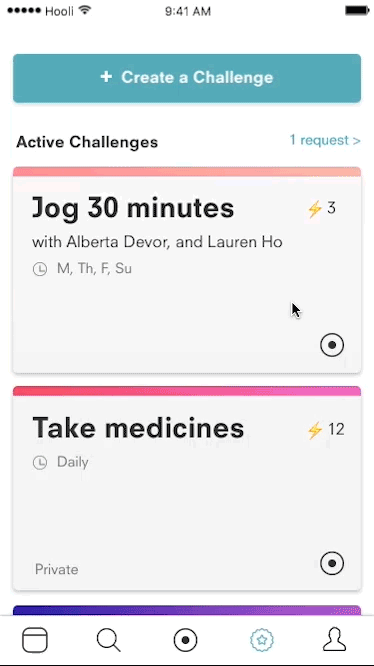 Hooli 9:41 AM
+ Create a Challenge
Active Challenges 1 request >
Jog 30 minutes ⚡ 3
with Alberta Devor, and Lauren Ho
M, Th, F, Su
Take medicines ⚡ 12
Daily
Private